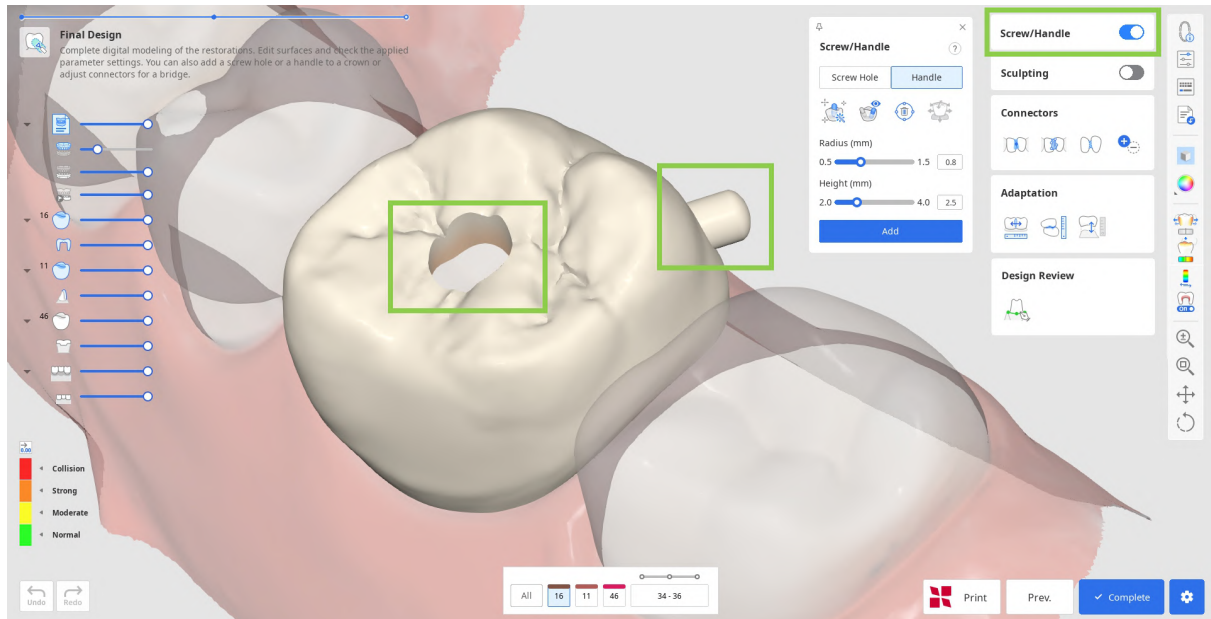 Final Design
Complete digital modeling of the restorations. Edit surfaces and check the applied
parameter settings. You can also add a screw hole or a handle to a crown or
adjust connectors for a bridge.
16
11
46
0.00
Collision
Strong
Moderate
Normal
Undo
Redo
All
16
11
46
34 - 36
Screw/Handle
?
Screw Hole
Handle
Radius (mm)
0.5
1.5
0.8
Height (mm)
2.0
4.0
2.5
Add
Screw/Handle
Sculpting
Connectors
Adaptation
Design Review
ON
Print
Prev.
Complete